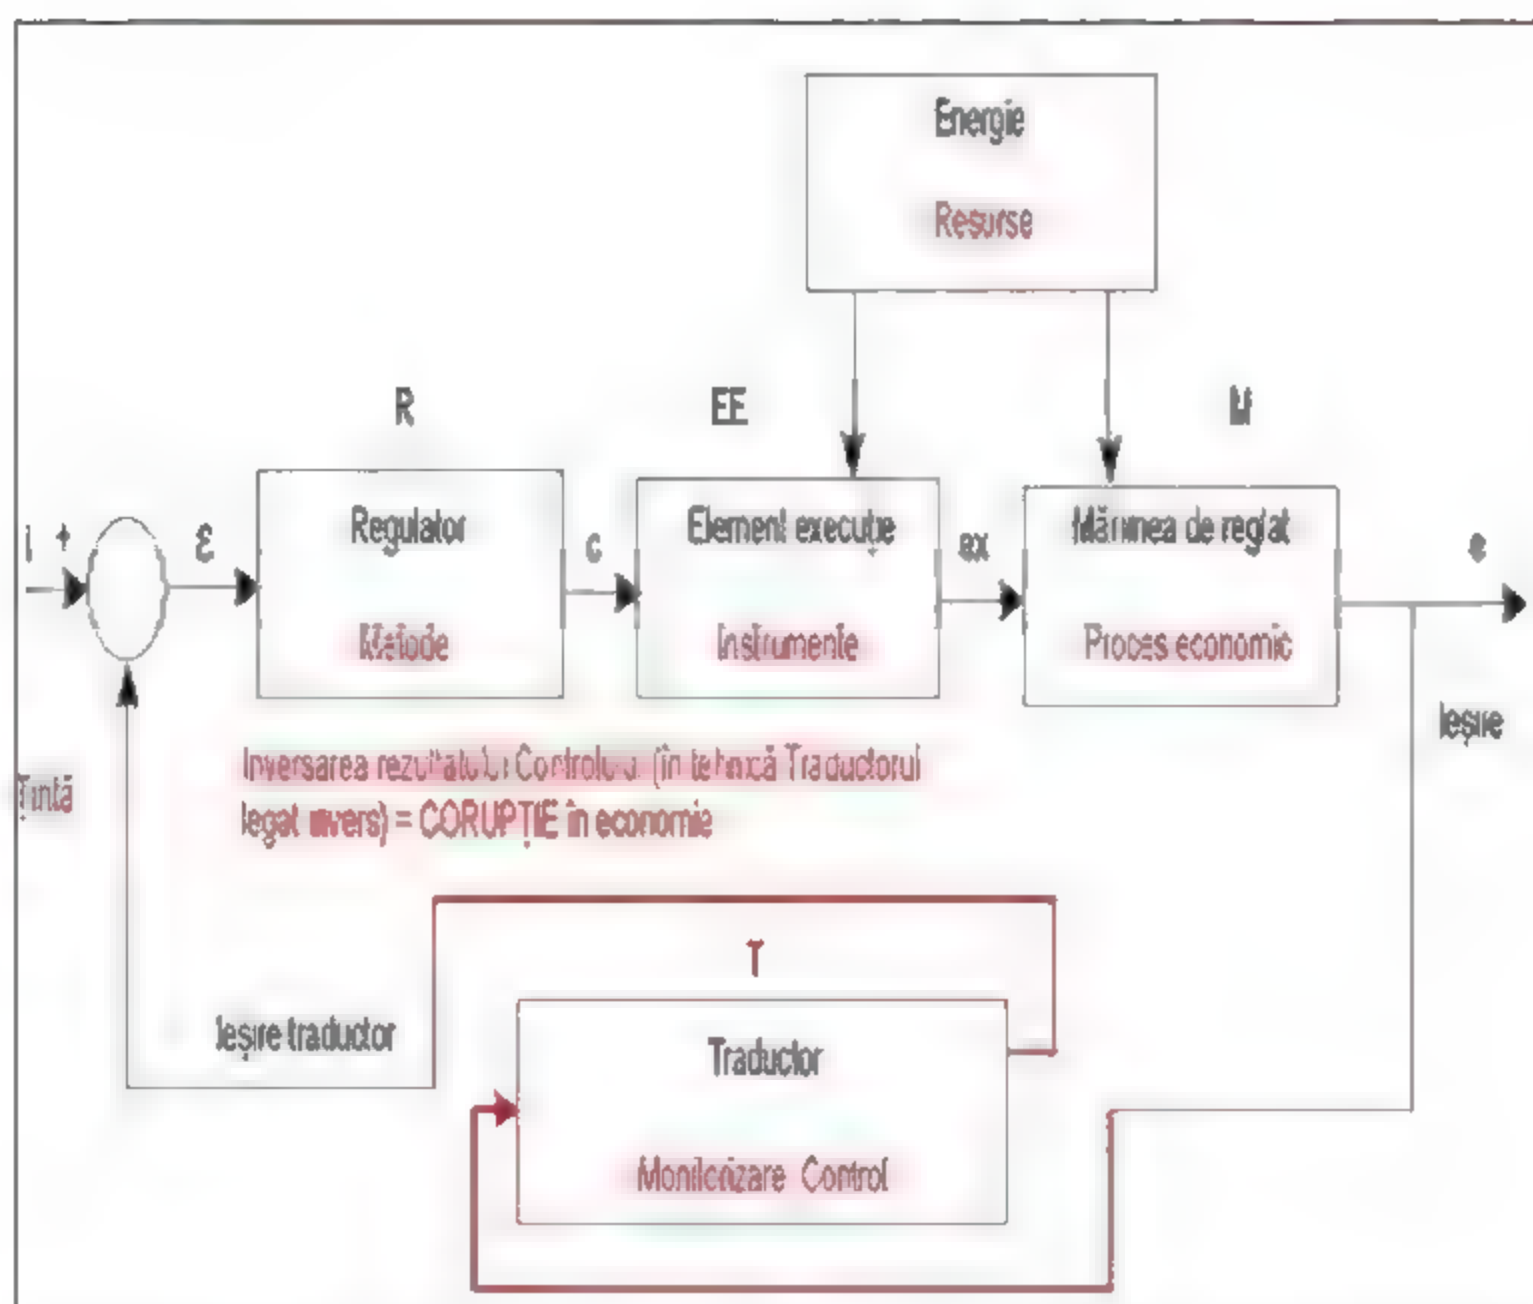 Energie
Resurse
R
EE
M
i +
ε
Regulator
c
Element execuție
ex
Mărimea de reglat
e
Metode
Instrumente
Proces economic
Ieșire
Țintă
Inversarea rezultatului Controlului (în tehnică Traductorul
legat invers) = CORUPȚIE în economie
T
Ieșire traductor
Traductor
Monitorizare Control